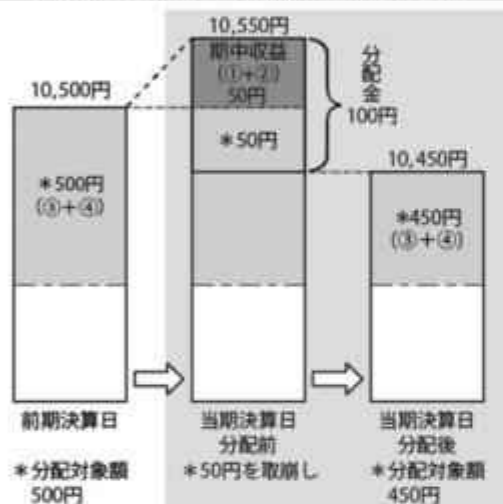 10,500円
＊500円
(③+④)
前期決算日
＊分配対象額
500円
10,550円
期中収益
(①+②)
50円
＊50円
分配金
100円
当期決算日
分配前
＊50円を取崩し
10,450円
＊450円
(③+④)
当期決算日
分配後
＊分配対象額
450円